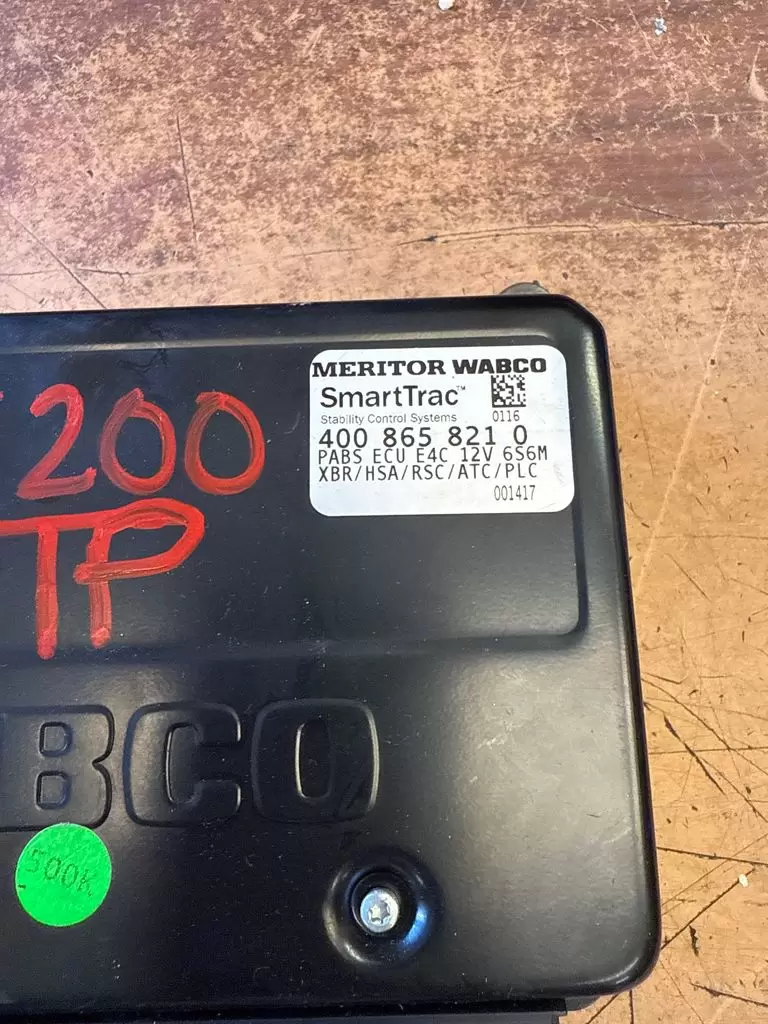 MERITOR WABCO
SmartTrac™
Stability Control Systems
0116
400 865 821 0
PABS ECU E4C 12V 6S6M
XBR/HSA/RSC/ATC/PLC
001417
200
TP
BCO
500K